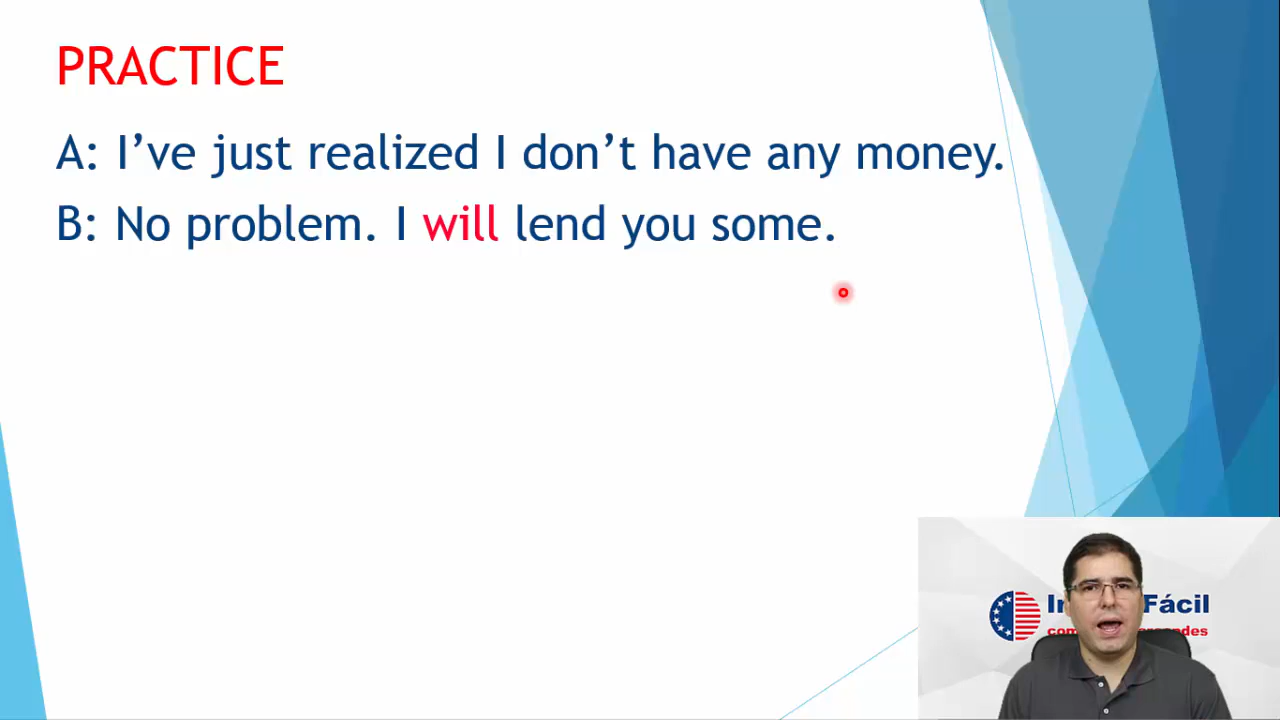 PRACTICE
A: I've just realized I don't have any money.
B: No problem. I will lend you some.
Fácil